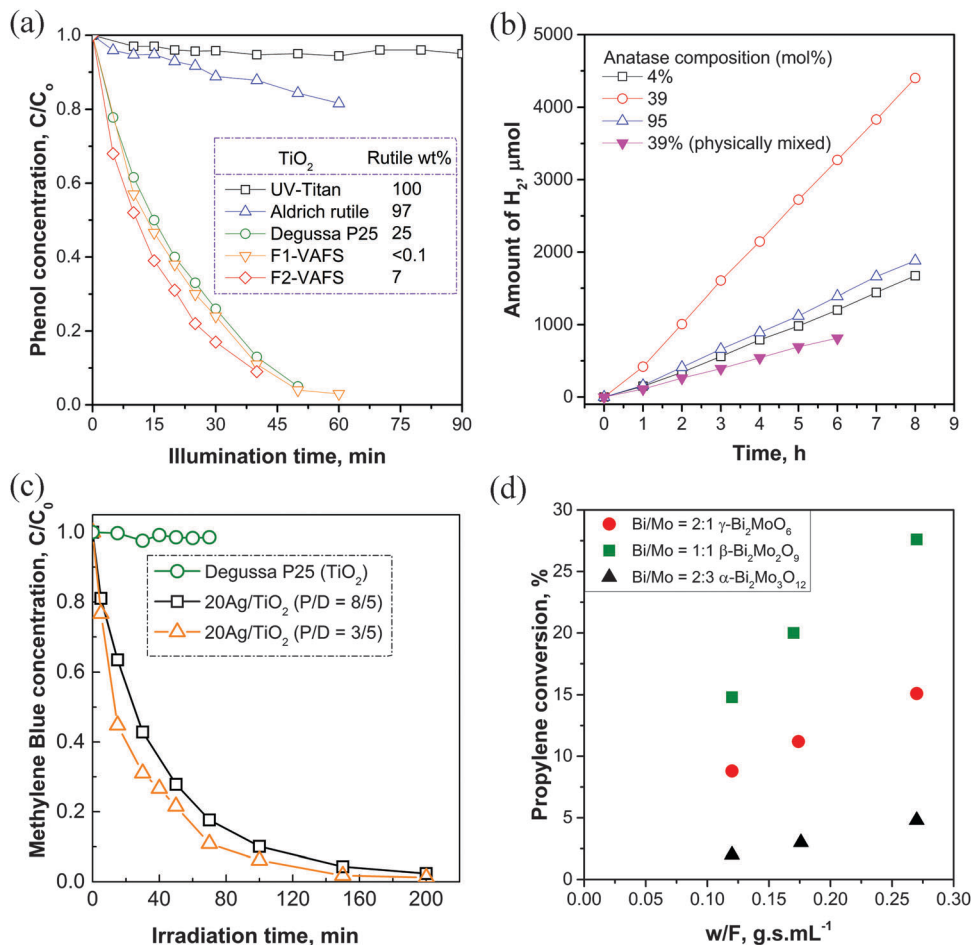 (a)
Phenol concentration, C/Cₒ
1.0
0.8
0.6
0.4
0.2
0.0
TiO₂ Rutile wt%
UV-Titan 100
Aldrich rutile 97
Degussa P25 25
F1-VAFS <0.1
F2-VAFS 7
0 15 30 45 60 75 90
Illumination time, min
(b)
Amount of H₂, μmol
5000
4000
3000
2000
1000
0
Anatase composition (mol%)
4%
39
95
39% (physically mixed)
0 1 2 3 4 5 6 7 8 9
Time, h
(c)
Methylene Blue concentration, C/C₀
1.0
0.8
0.6
0.4
0.2
0.0
Degussa P25 (TiO₂)
20Ag/TiO₂ (P/D = 8/5)
20Ag/TiO₂ (P/D = 3/5)
0 40 80 120 160 200
Irradiation time, min
(d)
Propylene conversion, %
30
25
20
15
10
5
0
Bi/Mo = 2:1 γ-Bi₂MoO₆
Bi/Mo = 1:1 β-Bi₂Mo₂O₉
Bi/Mo = 2:3 α-Bi₂Mo₃O₁₂
0.00 0.05 0.10 0.15 0.20 0.25 0.30
w/F, g.s.mL⁻¹